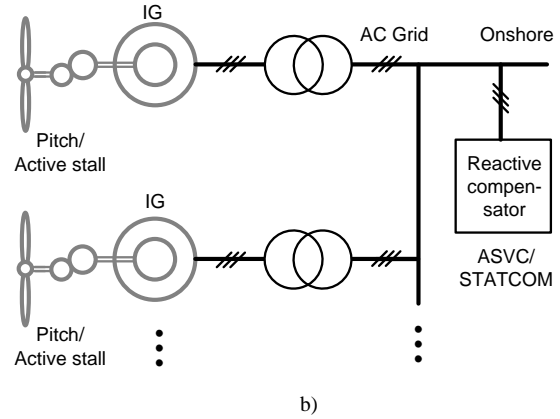 IG
AC Grid
Onshore
Pitch/
Active stall
Reactive
compen-
sator
IG
ASVC/
STATCOM
Pitch/
Active stall
b)